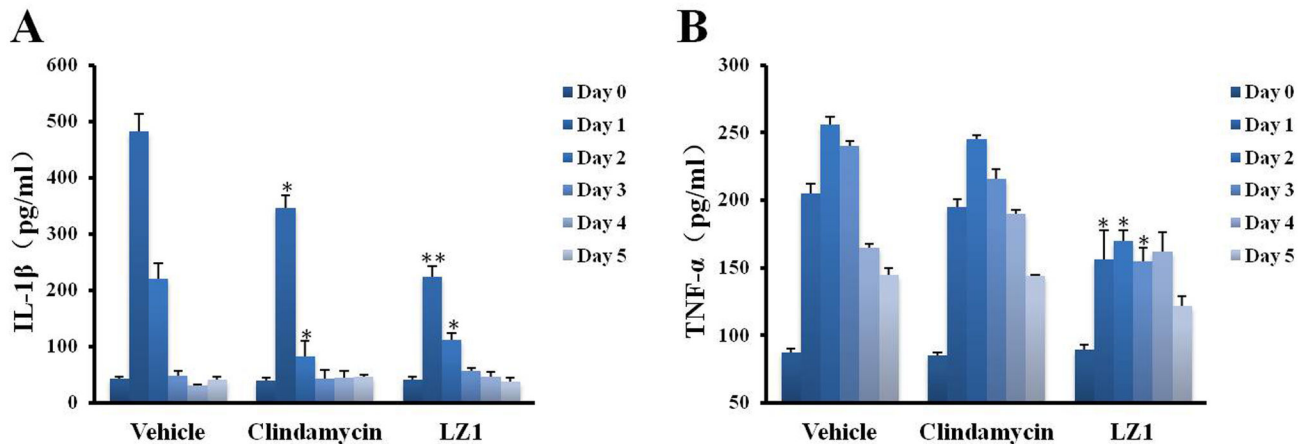 A
IL-1β (pg/ml)
600
500
400
300
200
100
0
*
*
**
*
Vehicle
Clindamycin
LZ1
Day 0
Day 1
Day 2
Day 3
Day 4
Day 5
B
TNF-α (pg/ml)
300
250
200
150
100
50
*
*
*
Vehicle
Clindamycin
LZ1
Day 0
Day 1
Day 2
Day 3
Day 4
Day 5